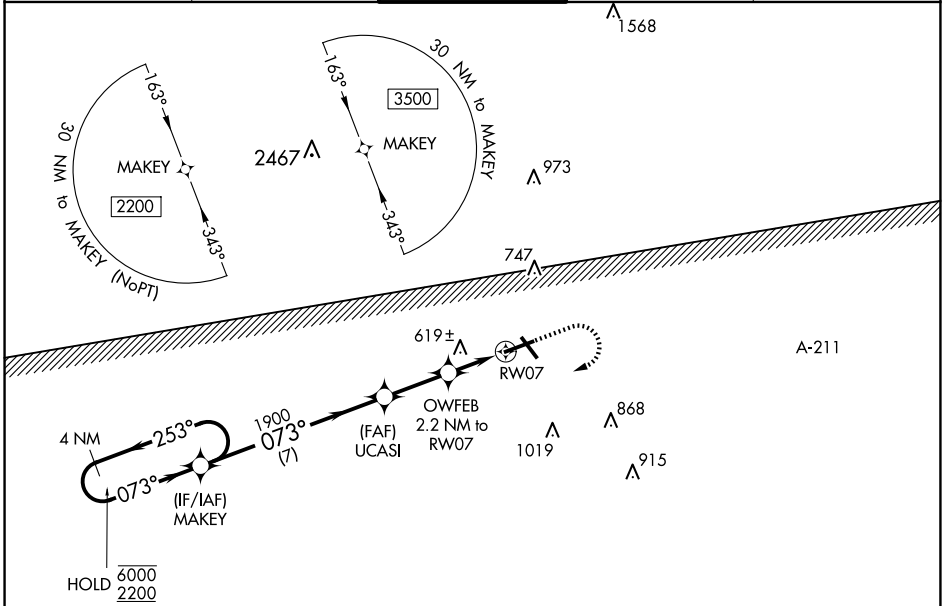 1568
30 NM to MAKEY
163°
3500
MAKEY
343°
2467
30 NM to MAKEY (NoPT)
163°
MAKEY
2200
343°
973
747
619±
A-211
RW07
OWFEB
2.2 NM to
RW07
(FAF)
UCASI
1900
073°
(7)
868
1019
915
4 NM
253°
073°
(IF/IAF)
MAKEY
HOLD
6000
2200